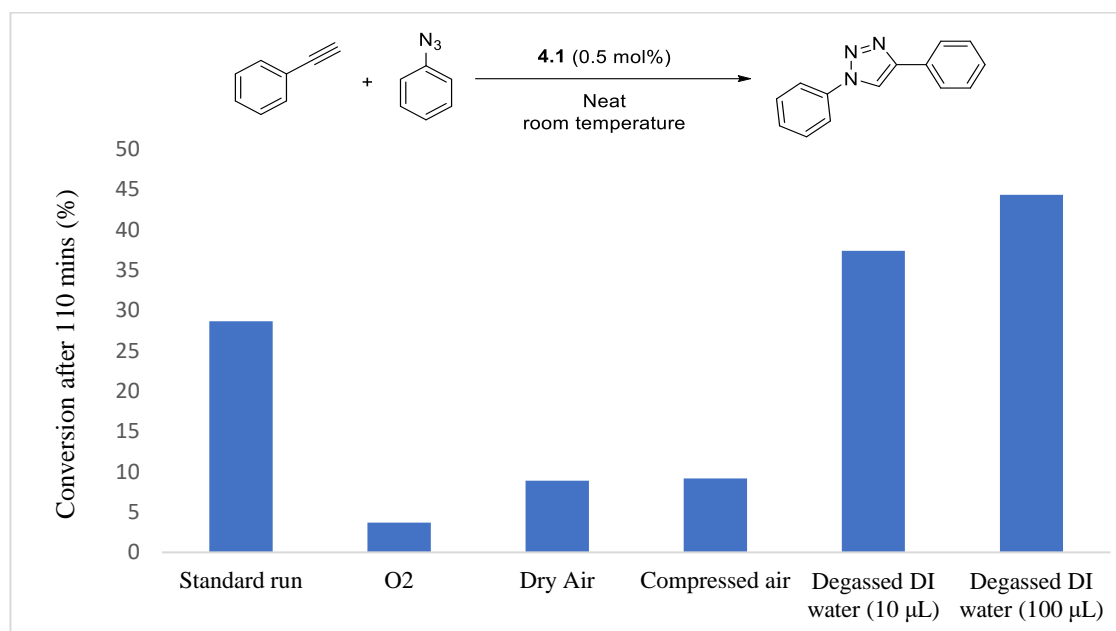 N3
4.1 (0.5 mol%)
+
Neat
room temperature
N
N
N
Conversion after 110 mins (%)
50
45
40
35
30
25
20
15
10
5
0
Standard run
O2
Dry Air
Compressed air
Degassed DI
water (10 μL)
Degassed DI
water (100 μL)